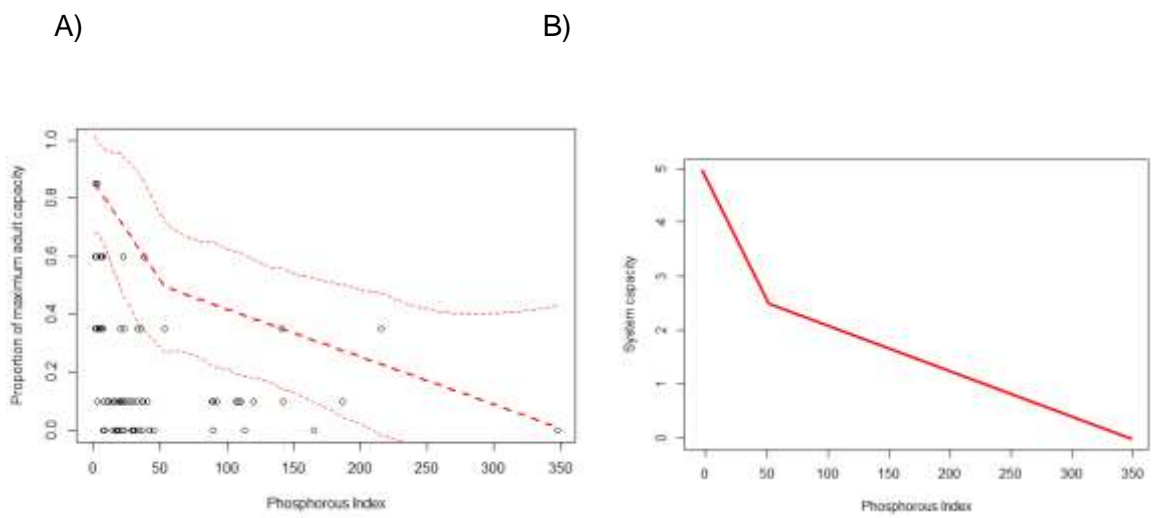 A)
B)
Proportion of maximum adult capacity
1.0
0.8
0.6
0.4
0.2
0.0
0 50 100 150 200 250 300 350
Phosphorous Index
System capacity
5
4
3
2
1
0
0 50 100 150 200 250 300 350
Phosphorous Index